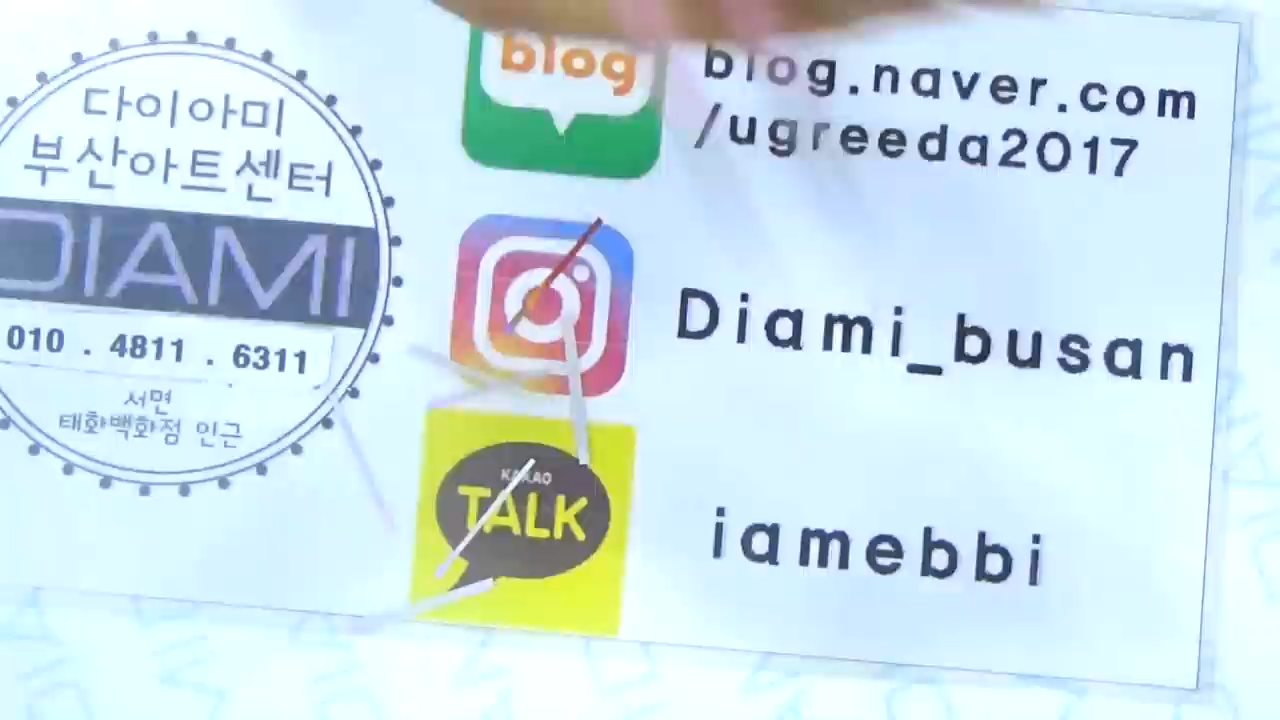 다이아미
부산아트센터
DIAMI
010 . 4811 . 6311
서면
태화백화점 인근
blog
blog.naver.com
/ugreeda2017
Diami_busan
KAKAO
TALK
iamebbi